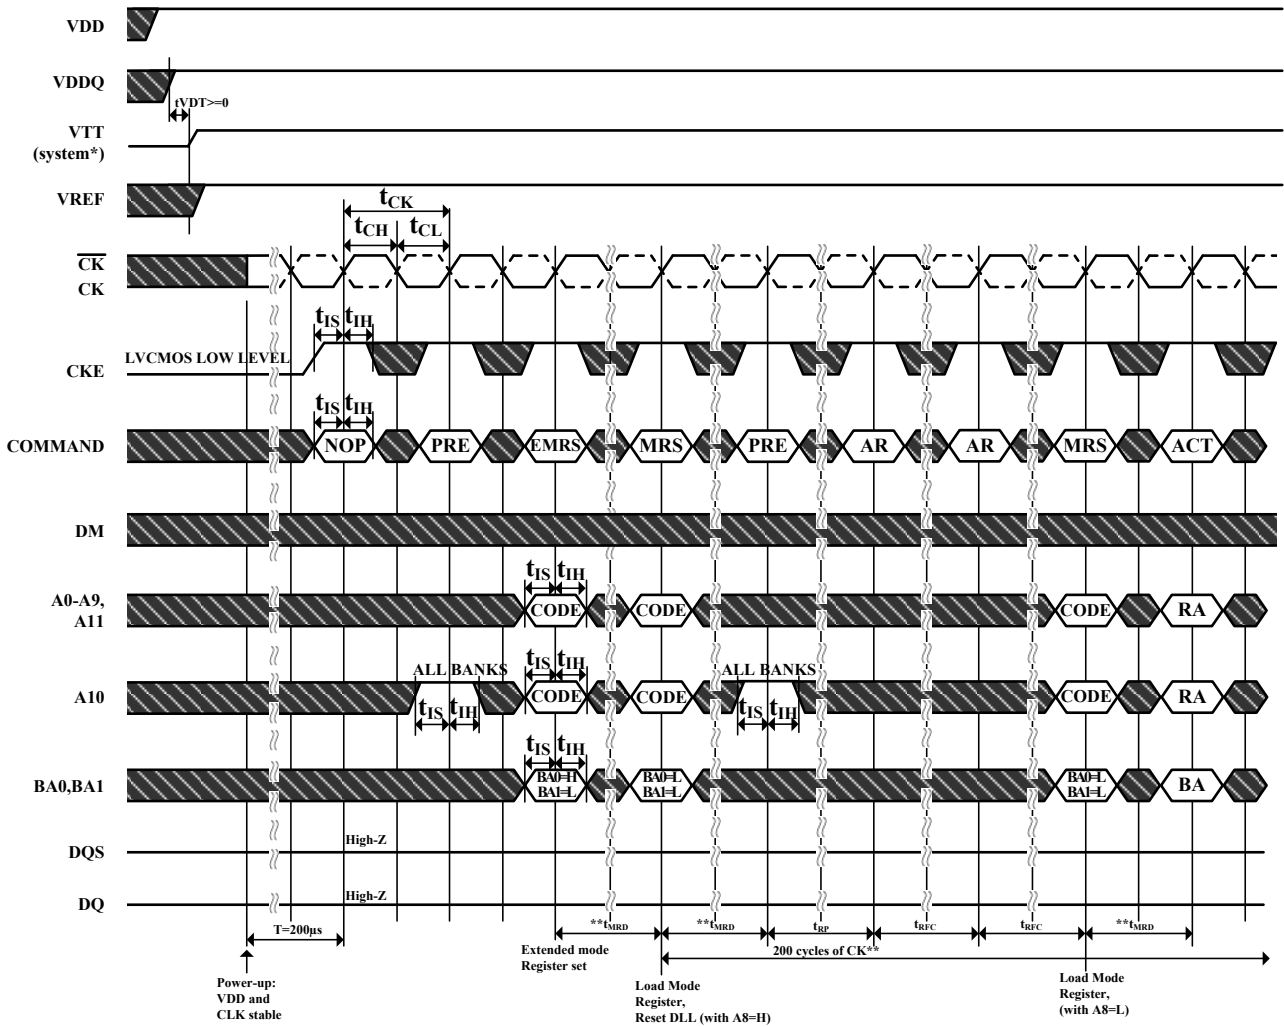 VDD
VDDQ
tVDT>=0
VTT
(system*)
VREF
tCK
tCH tCL
CK
CK
tIS tIH
LVCMOS LOW LEVEL
CKE
tIS tIH
COMMAND NOP PRE EMRS MRS PRE AR AR MRS ACT
DM
tIS tIH
A0-A9,
A11
CODE CODE CODE RA
ALL BANKS tIS tIH ALL BANKS
A10 CODE CODE CODE RA
tIS tIH tIS tIH
tIS tIH
BA0,BA1
BA0=H BA0=L BA0=L
BA1=L BA1=L BA1=L
BA
High-Z
DQS
High-Z
DQ
T=200µs **tMRD **tMRD tRP tRFC tRFC **tMRD
200 cycles of CK**
Extended mode
Register set
Power-up:
VDD and
CLK stable
Load Mode
Register,
Reset DLL (with A8=H)
Load Mode
Register,
(with A8=L)